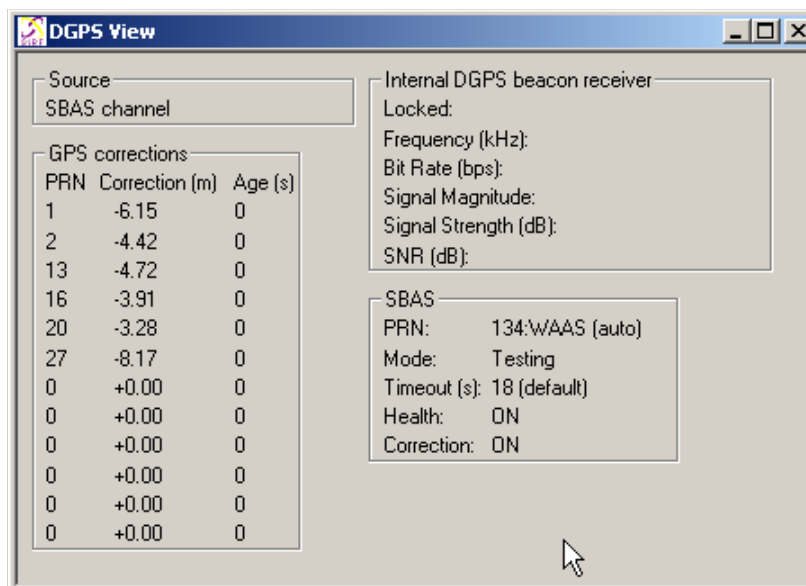 DGPS View
Source
SBAS channel
GPS corrections
PRN Correction (m) Age (s)
1 -6.15 0
2 -4.42 0
13 -4.72 0
16 -3.91 0
20 -3.28 0
27 -8.17 0
0 +0.00 0
0 +0.00 0
0 +0.00 0
0 +0.00 0
0 +0.00 0
0 +0.00 0
Internal DGPS beacon receiver
Locked:
Frequency (kHz):
Bit Rate (bps):
Signal Magnitude:
Signal Strength (dB):
SNR (dB):
SBAS
PRN: 134:WAAS (auto)
Mode: Testing
Timeout (s): 18 (default)
Health: ON
Correction: ON